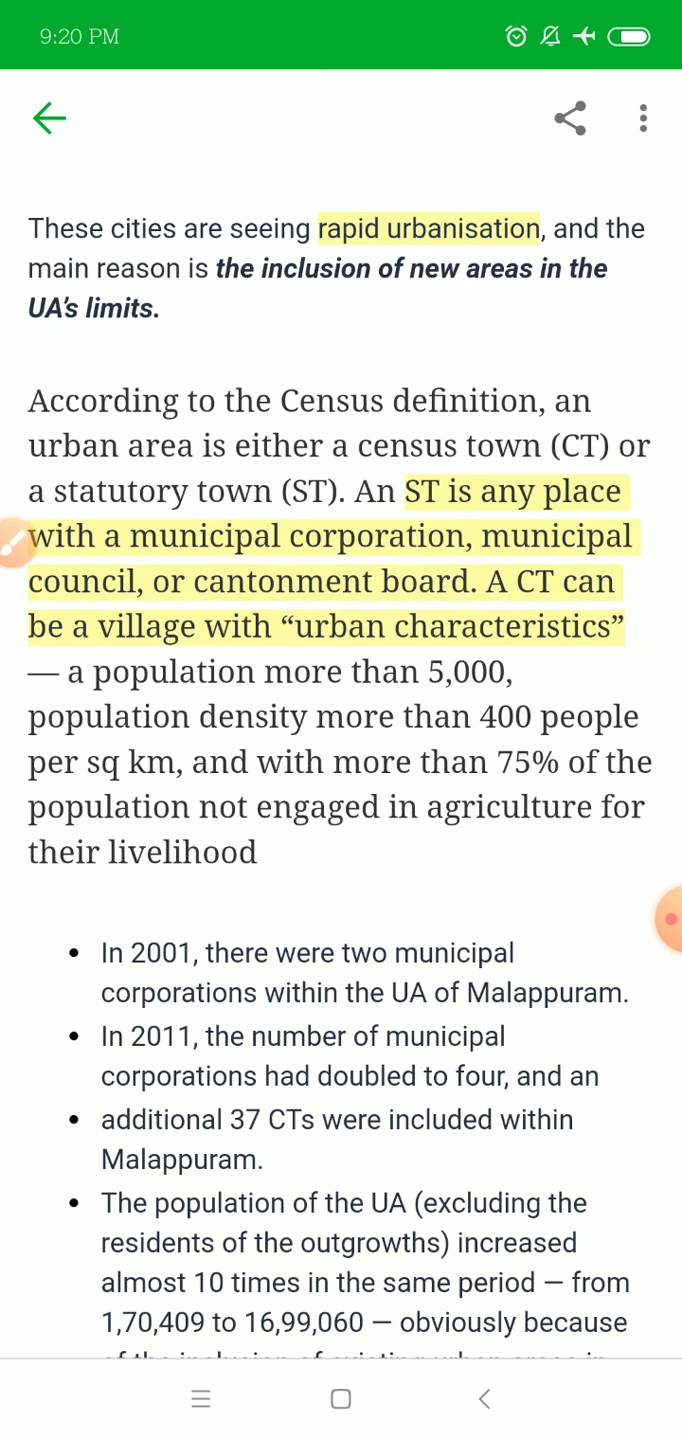 9:20 PM
These cities are seeing rapid urbanisation, and the
main reason is the inclusion of new areas in the
UA's limits.
According to the Census definition, an
urban area is either a census town (CT) or
a statutory town (ST). An ST is any place
with a municipal corporation, municipal
council, or cantonment board. A CT can
be a village with “urban characteristics”
— a population more than 5,000,
population density more than 400 people
per sq km, and with more than 75% of the
population not engaged in agriculture for
their livelihood
• In 2001, there were two municipal
corporations within the UA of Malappuram.
• In 2011, the number of municipal
corporations had doubled to four, and an
• additional 37 CTs were included within
Malappuram.
• The population of the UA (excluding the
residents of the outgrowths) increased
almost 10 times in the same period — from
1,70,409 to 16,99,060 — obviously because